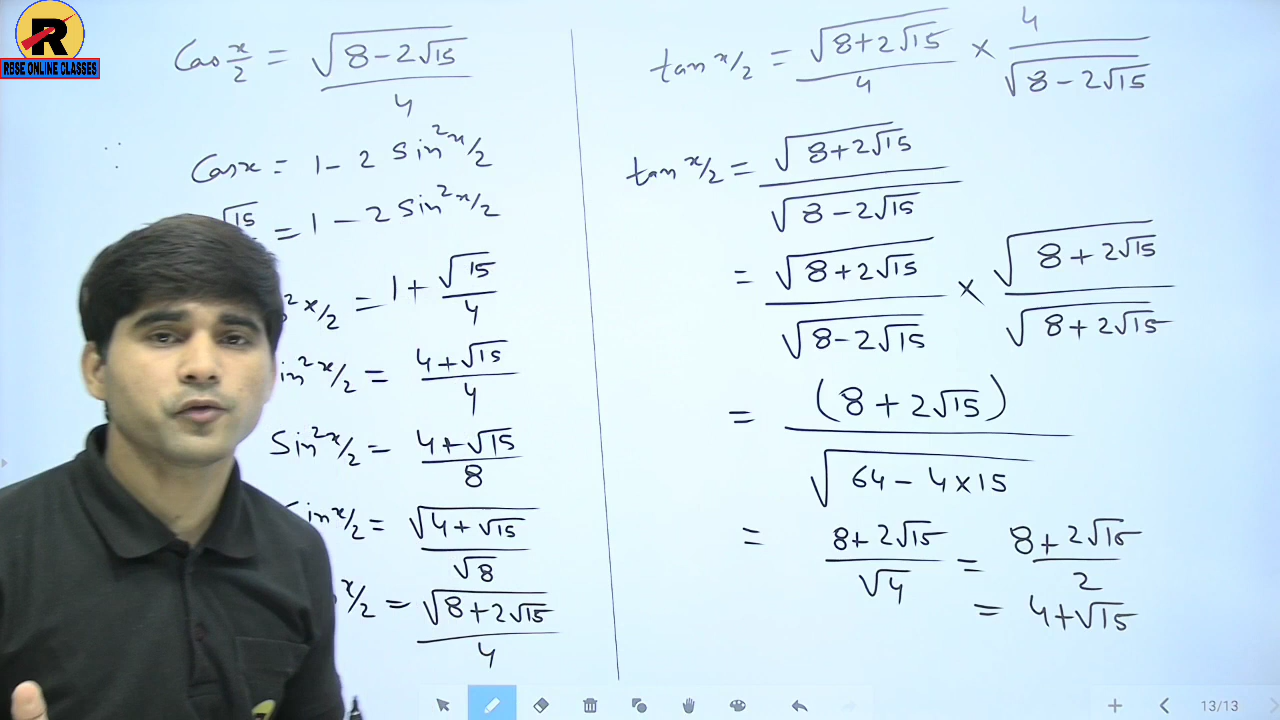 R
RBSE ONLINE CLASSES
Cos x/2 = √(8 - 2√15) / 4
∵
Cosx = 1 - 2 Sin² x/2
√15 = 1 - 2 Sin² x/2
² x/2 = 1 + √15/4
in² x/2 = (4+√15)/4
Sin² x/2 = (4+√15)/8
Sin x/2 = √(4+√15) / √8
x/2 = √(8+2√15) / 4
tan x/2 = √(8+2√15) / 4 × 4 / √(8 - 2√15)
tan x/2 = √(8+2√15) / √(8 - 2√15)
= √(8+2√15) / √(8-2√15) × √(8+2√15) / √(8+2√15)
= (8 + 2√15) / √(64 - 4×15)
= (8+2√15) / √4 = (8+2√15) / 2
= 4+√15
13/13